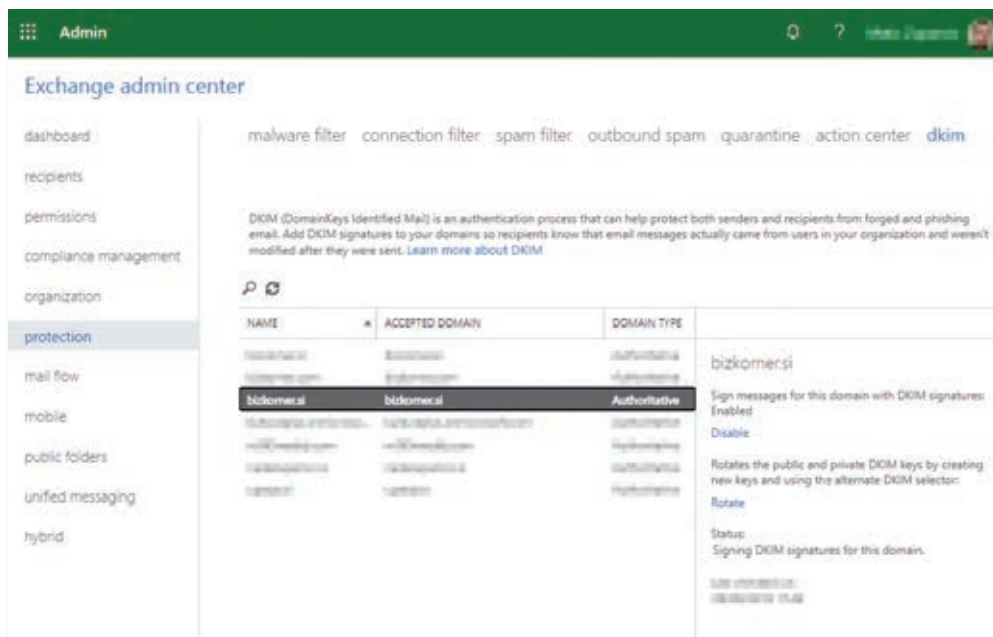 Admin
?
Exchange admin center
dashboard
recipients
permissions
compliance management
organization
protection
mail flow
mobile
public folders
unified messaging
hybrid
malware filter connection filter spam filter outbound spam quarantine action center dkim
DKIM (DomainKeys Identified Mail) is an authentication process that can help protect both senders and recipients from forged and phishing
email. Add DKIM signatures to your domains so recipients know that email messages actually came from users in your organization and weren't
modified after they were sent. Learn more about DKIM
NAME ACCEPTED DOMAIN DOMAIN TYPE
bizkorner.si bizkorner.si Authoritative
bizkorner.si
Sign messages for this domain with DKIM signatures:
Enabled
Disable
Rotates the public and private DKIM keys by creating
new keys and using the alternate DKIM selector:
Rotate
Status:
Signing DKIM signatures for this domain.